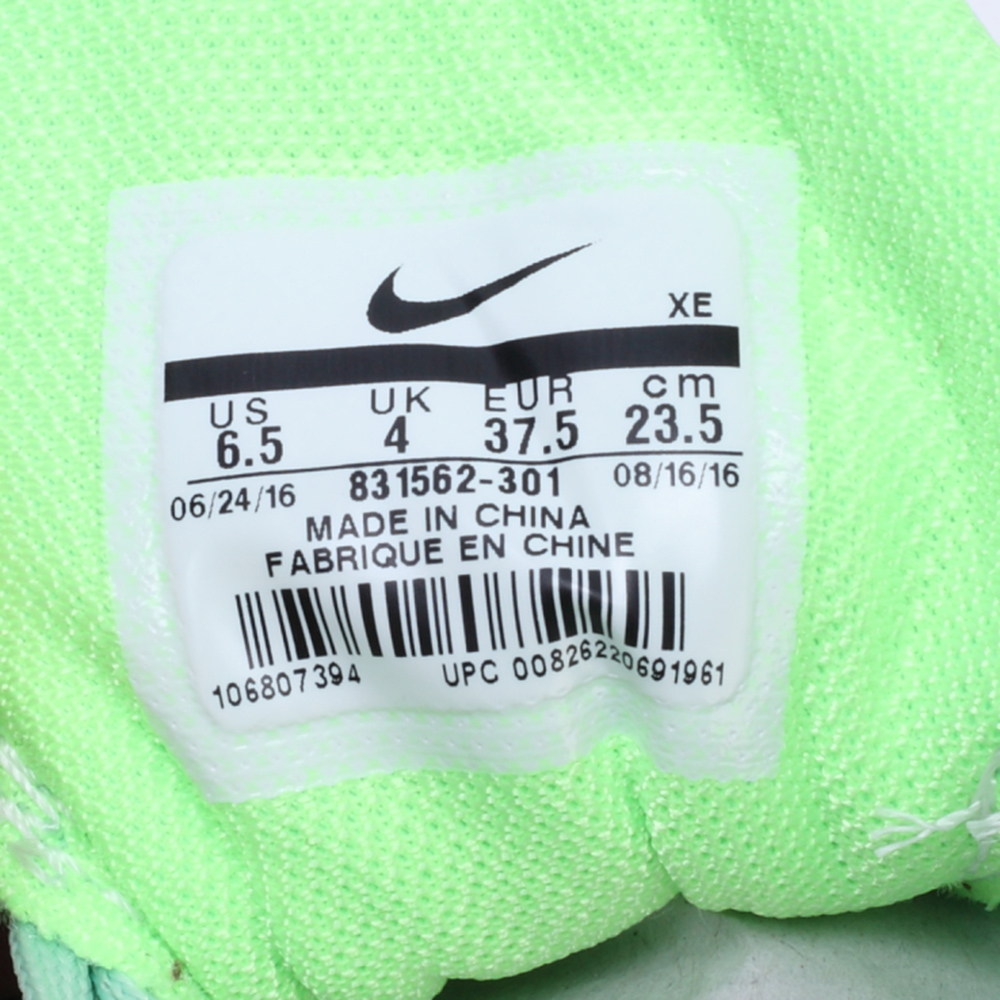 XE
US UK EUR cm
6.5 4 37.5 23.5
06/24/16 831562-301 08/16/16
MADE IN CHINA
FABRIQUE EN CHINE
106807394 UPC 00826220691961